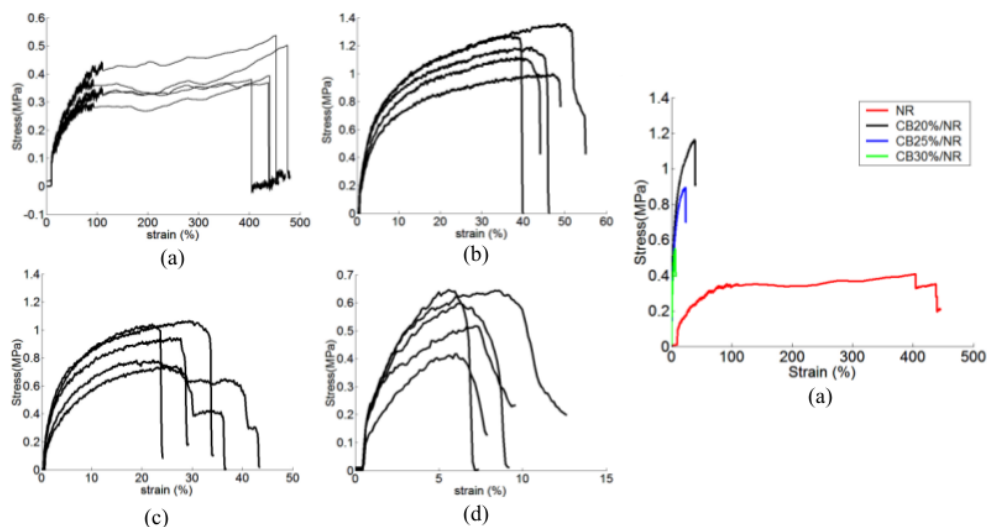 0.6
0.5
0.4
0.3
0.2
0.1
0
-0.1
Stress(MPa)
0 100 200 300 400 500
strain (%)
(a)
1.4
1.2
1
0.8
0.6
0.4
0.2
0
Stress(MPa)
0 10 20 30 40 50 60
strain (%)
(b)
1.4
1.2
1
0.8
0.6
0.4
0.2
0
Stress(MPa)
0 10 20 30 40 50
strain (%)
(c)
0.7
0.6
0.5
0.4
0.3
0.2
0.1
0
Stress(MPa)
0 5 10 15
strain (%)
(d)
1.4
1.2
1
0.8
0.6
0.4
0.2
0
Stress(MPa)
NR
CB20%/NR
CB25%/NR
CB30%/NR
0 100 200 300 400 500
Strain (%)
(a)